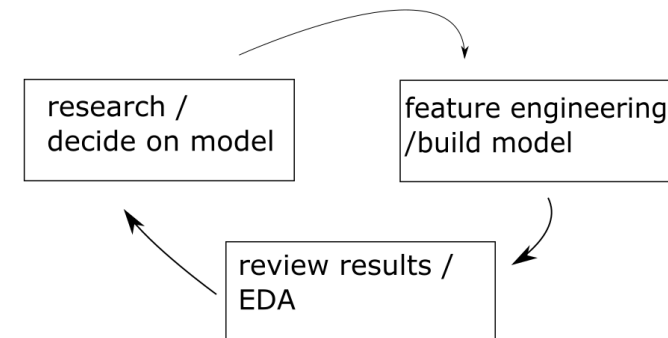 research /
decide on model
feature engineering
/build model
review results /
EDA